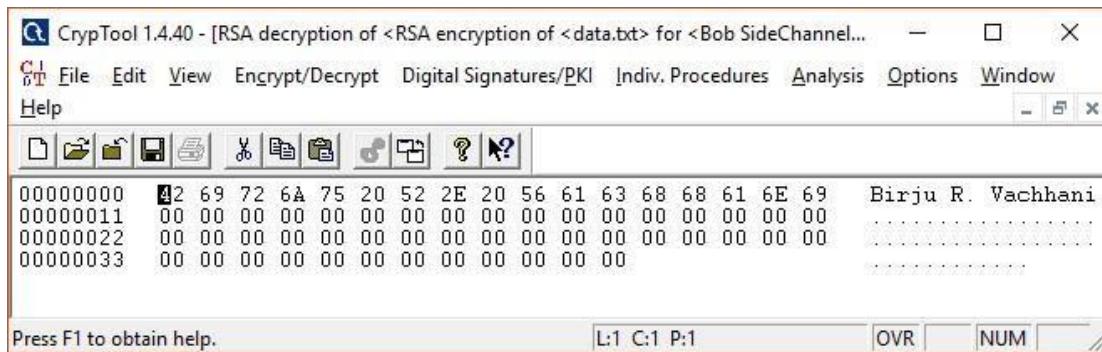 CrypTool 1.4.40 - [RSA decryption of <RSA encryption of <data.txt> for <Bob SideChannel...
File Edit View Encrypt/Decrypt Digital Signatures/PKI Indiv. Procedures Analysis Options Window
Help
00000000 42 69 72 6A 75 20 52 2E 20 56 61 63 68 68 61 6E 69 Birju R. Vachhani
00000011 00 00 00 00 00 00 00 00 00 00 00 00 00 00 00 00 00 .................
00000022 00 00 00 00 00 00 00 00 00 00 00 00 00 00 00 00 00 .................
00000033 00 00 00 00 00 00 00 00 00 00 00 00 .............
Press F1 to obtain help. L:1 C:1 P:1 OVR NUM